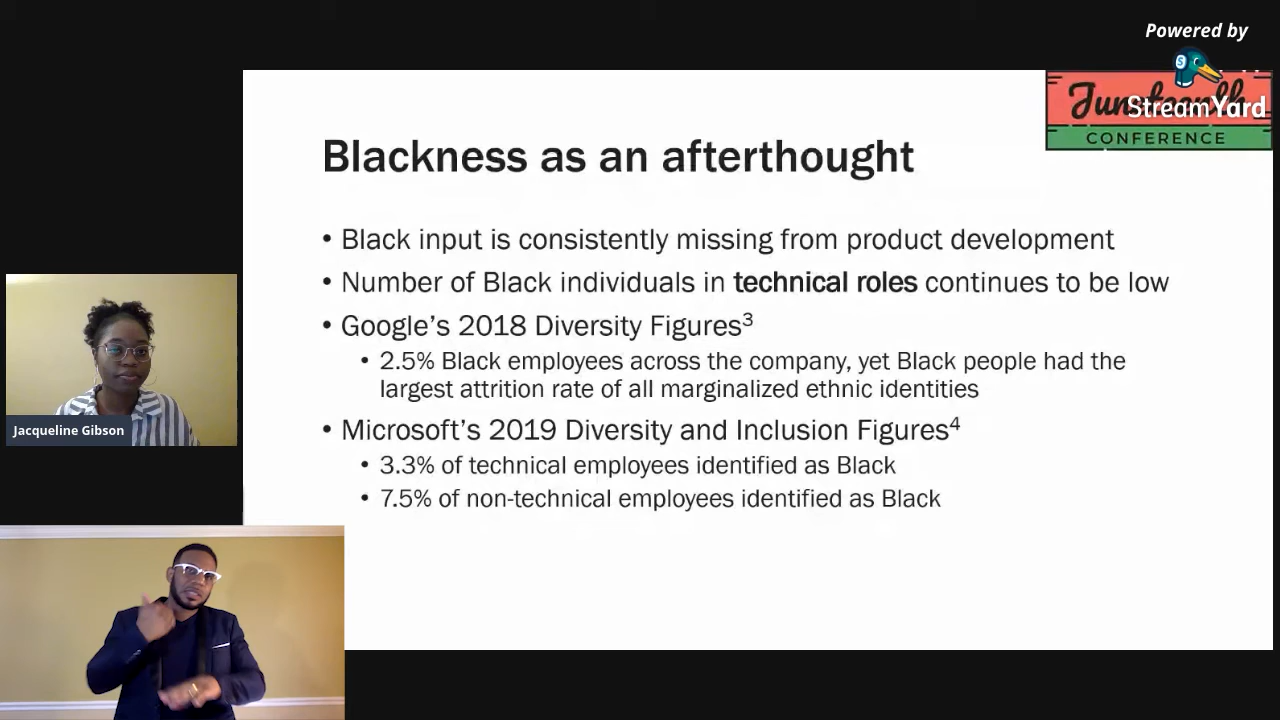 Powered by
StreamYard
Juneteenth
CONFERENCE
Blackness as an afterthought
• Black input is consistently missing from product development
• Number of Black individuals in technical roles continues to be low
• Google’s 2018 Diversity Figures³
• 2.5% Black employees across the company, yet Black people had the
largest attrition rate of all marginalized ethnic identities
• Microsoft’s 2019 Diversity and Inclusion Figures⁴
• 3.3% of technical employees identified as Black
• 7.5% of non-technical employees identified as Black
Jacqueline Gibson